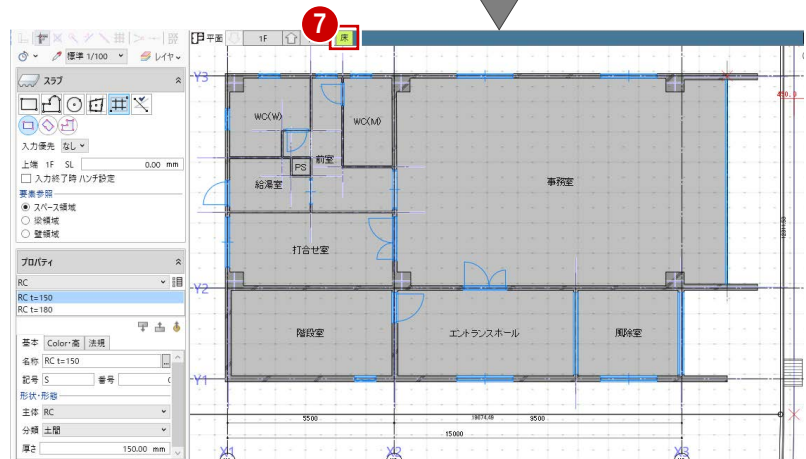 7
平面 1F 床
標準 1/100 レイヤ
スラブ
入力優先 なし
上端 1F SL 0.00 mm
入力終了時 ハンチ設定
要素参照
スペース領域
梁領域
壁領域
プロパティ
RC
RC t=150
RC t=180
基本 Color・高 法規
名称 RC t=150 ...
記号 S 番号
形状・形態
主体 RC
分類 土間
厚さ 150.00 mm
Y3
WC(W)
WC(M)
PS
前室
給湯室
事務室
打合せ室
Y2
階段室
エントランスホール
風除室
Y1
5500 9500
15000
X1 X2 X3